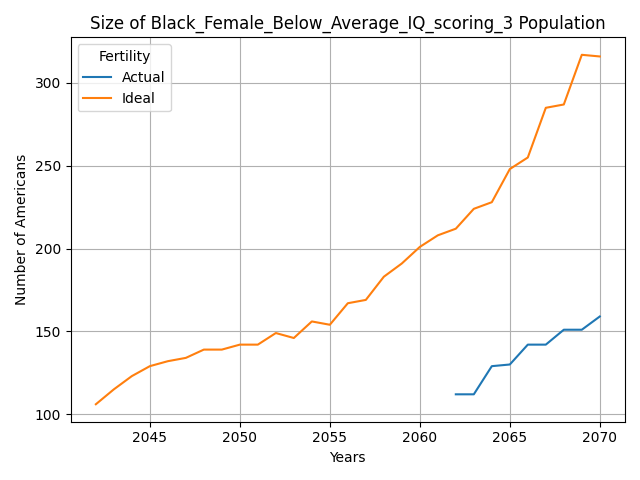 Size of Black_Female_Below_Average_IQ_scoring_3 Population
Fertility
Actual
Ideal
Number of Americans
300
250
200
150
100
2045 2050 2055 2060 2065 2070
Years